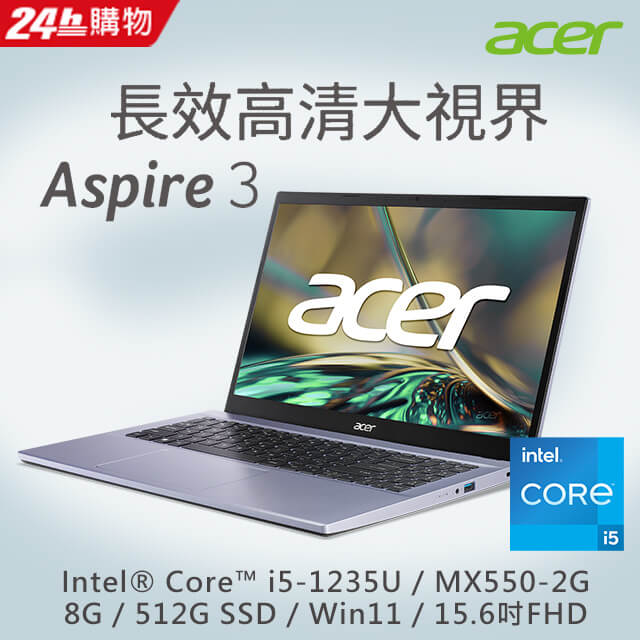 24h購物
acer
長效高清大視界
Aspire 3
acer
acer
acer
intel.
CORE™
i5
Intel® Core™ i5-1235U / MX550-2G
8G / 512G SSD / Win11 / 15.6吋FHD